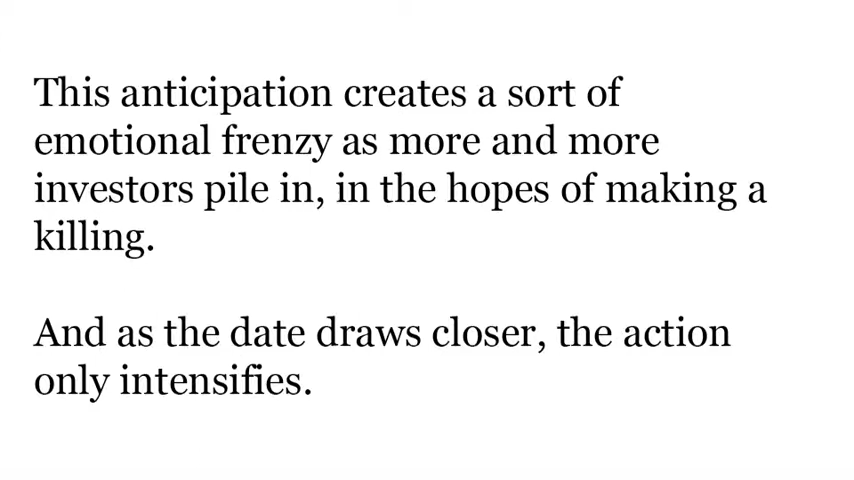 This anticipation creates a sort of
emotional frenzy as more and more
investors pile in, in the hopes of making a
killing.
And as the date draws closer, the action
only intensifies.